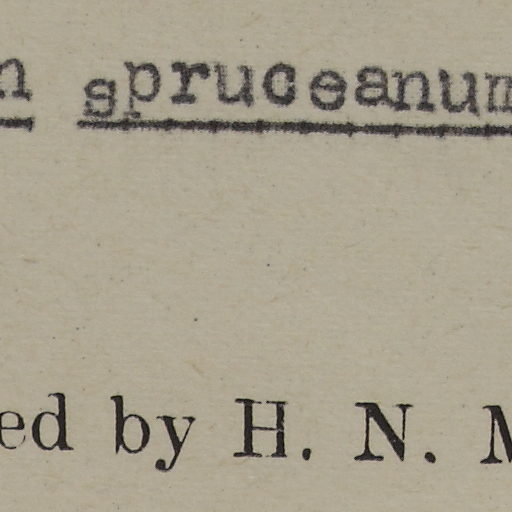 n spruceanum
ed by H. N. M